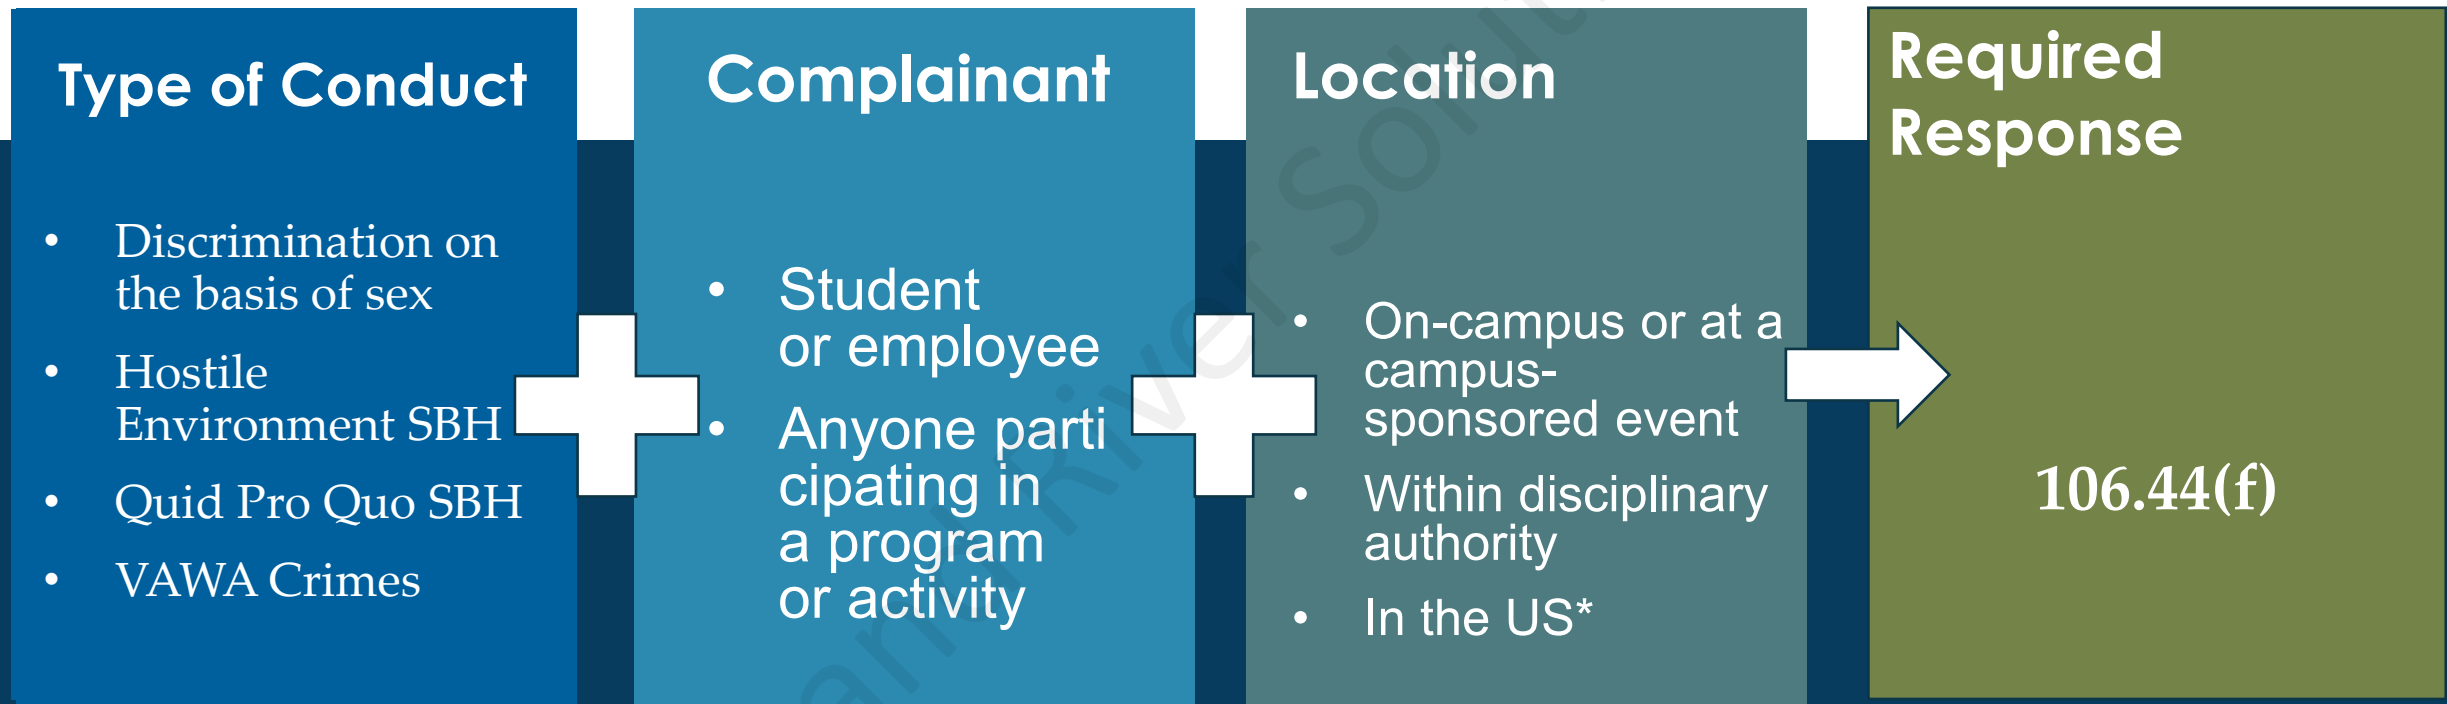 Type of Conduct
• Discrimination on
the basis of sex
• Hostile
Environment SBH
• Quid Pro Quo SBH
• VAWA Crimes
Complainant
• Student
or employee
• Anyone parti
cipating in
a program
or activity
Location
• On-campus or at a
campus-
sponsored event
• Within disciplinary
authority
• In the US*
Required
Response
106.44(f)
River